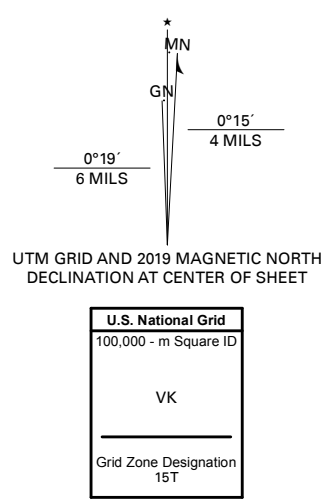 ★
MN
GN
0°15´
4 MILS
0°19´
6 MILS
UTM GRID AND 2019 MAGNETIC NORTH
DECLINATION AT CENTER OF SHEET
U.S. National Grid
100,000 - m Square ID
VK
Grid Zone Designation
15T